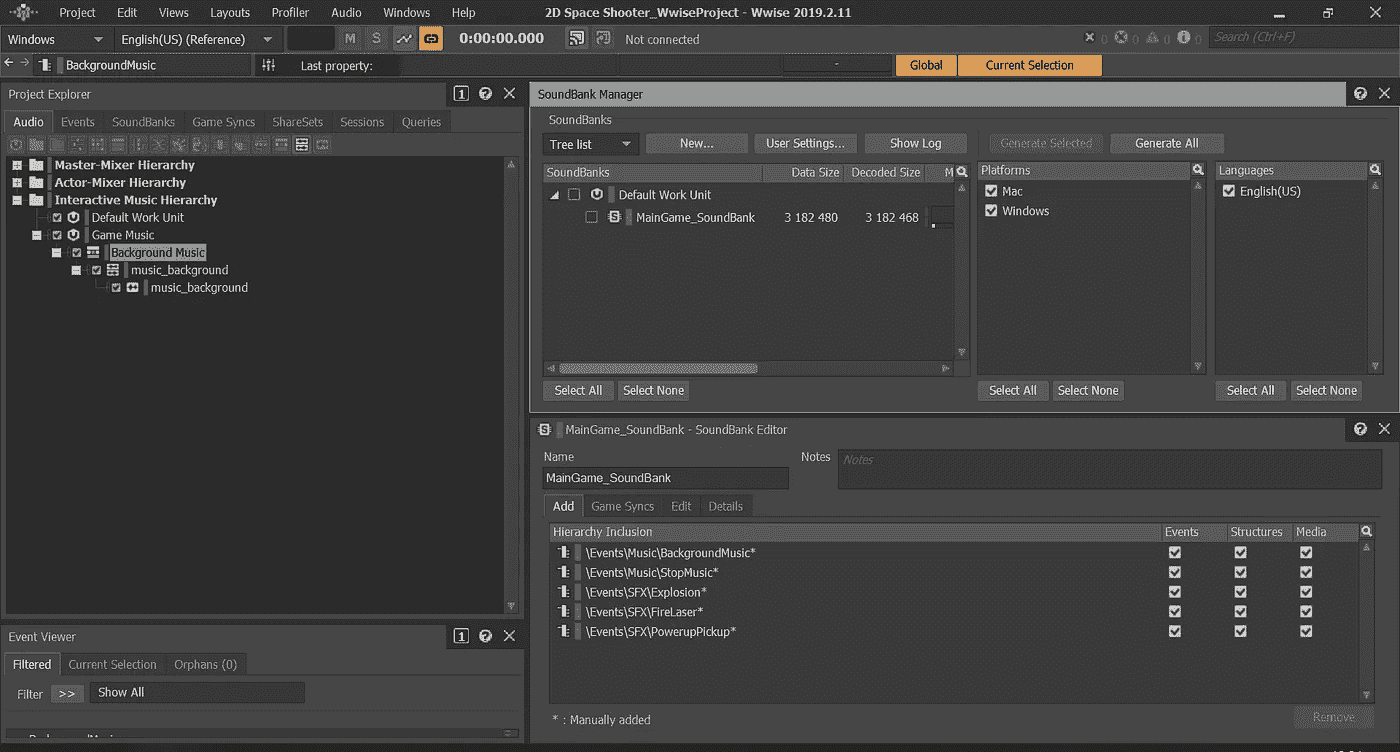 Project Edit Views Layouts Profiler Audio Windows Help 2D Space Shooter_WwiseProject - Wwise 2019.2.11
Windows English(US) (Reference) M S 0:00:00.000 Not connected 0 0 0 0 Search (Ctrl+F)
BackgroundMusic Last property: - Global Current Selection
Project Explorer 1
Audio Events SoundBanks Game Syncs ShareSets Sessions Queries
Master-Mixer Hierarchy
Actor-Mixer Hierarchy
Interactive Music Hierarchy
Default Work Unit
Game Music
Background Music
music_background
music_background
Event Viewer 1
Filtered Current Selection Orphans (0)
Filter >> Show All
SoundBank Manager
SoundBanks
Tree list New... User Settings... Show Log Generate Selected Generate All
SoundBanks Data Size Decoded Size M
Default Work Unit
MainGame_SoundBank 3 182 480 3 182 468
Select All Select None
Platforms
Mac
Windows
Select All Select None
Languages
English(US)
Select All Select None
MainGame_SoundBank - SoundBank Editor
Name Notes Notes
MainGame_SoundBank
Add Game Syncs Edit Details
Hierarchy Inclusion Events Structures Media
\Events\Music\BackgroundMusic*
\Events\Music\StopMusic*
\Events\SFX\Explosion*
\Events\SFX\FireLaser*
\Events\SFX\PowerupPickup*
* : Manually added Remove